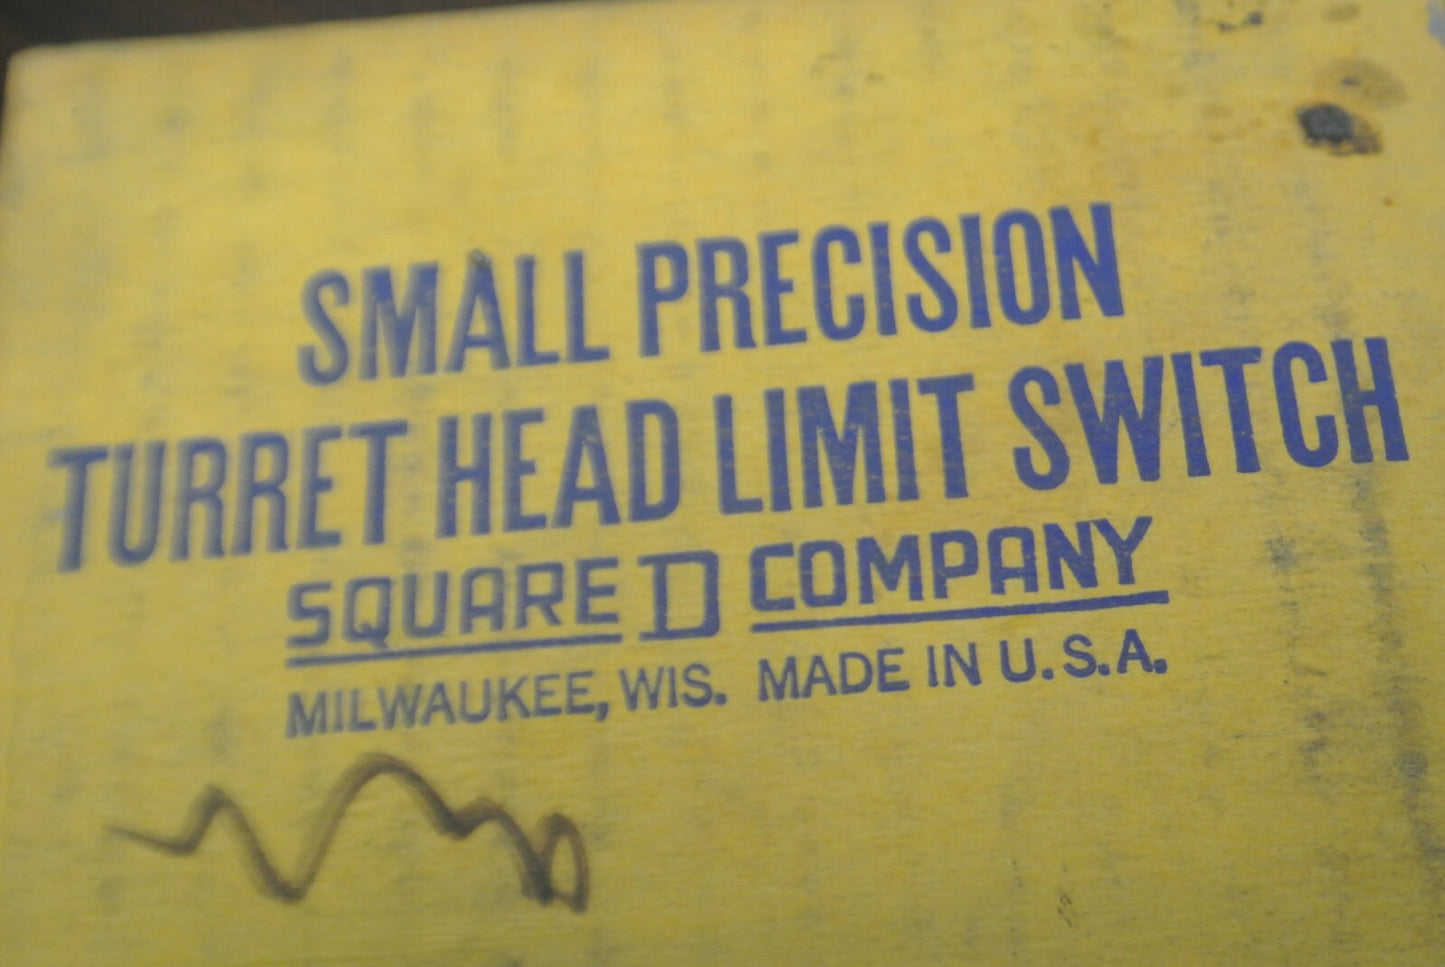 SMALL PRECISION
TURRET HEAD LIMIT SWITCH
SQUARE D COMPANY
MILWAUKEE, WIS. MADE IN U.S.A.